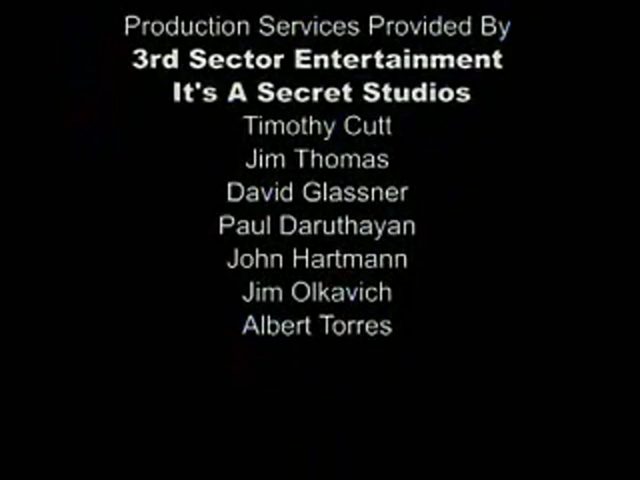 Production Services Provided By
3rd Sector Entertainment
It's A Secret Studios
Timothy Cutt
Jim Thomas
David Glassner
Paul Daruthayan
John Hartmann
Jim Olkavich
Albert Torres